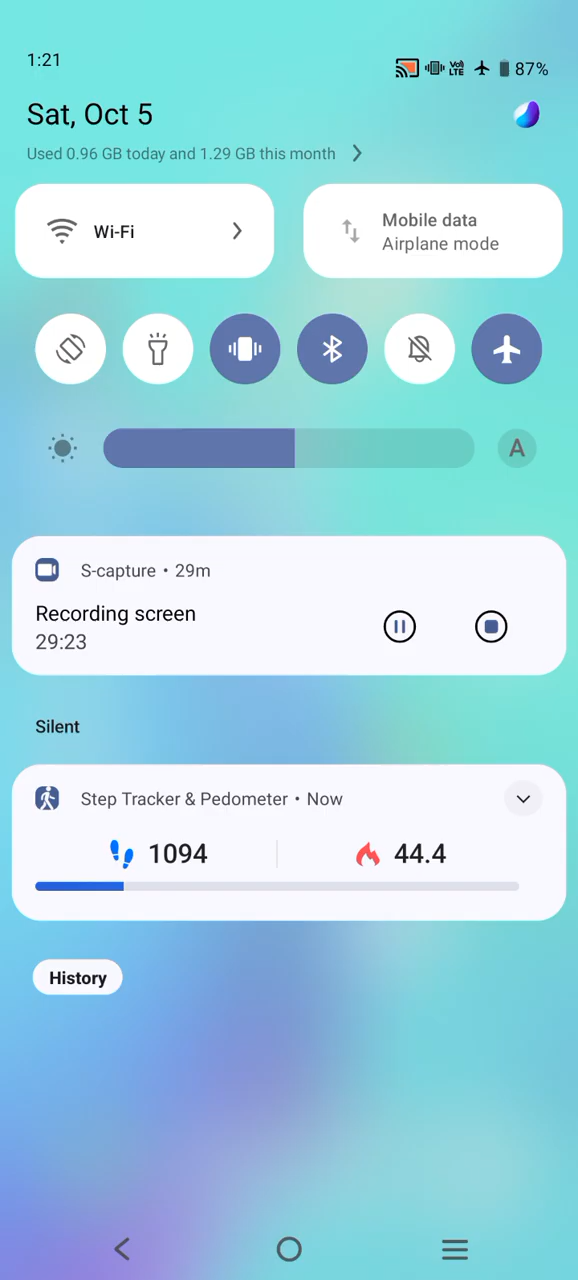 1:21
VoI LTE 87%
Sat, Oct 5
Used 0.96 GB today and 1.29 GB this month
Wi-Fi
Mobile data
Airplane mode
A
S-capture • 29m
Recording screen
29:23
Silent
Step Tracker & Pedometer • Now
1094
44.4
History